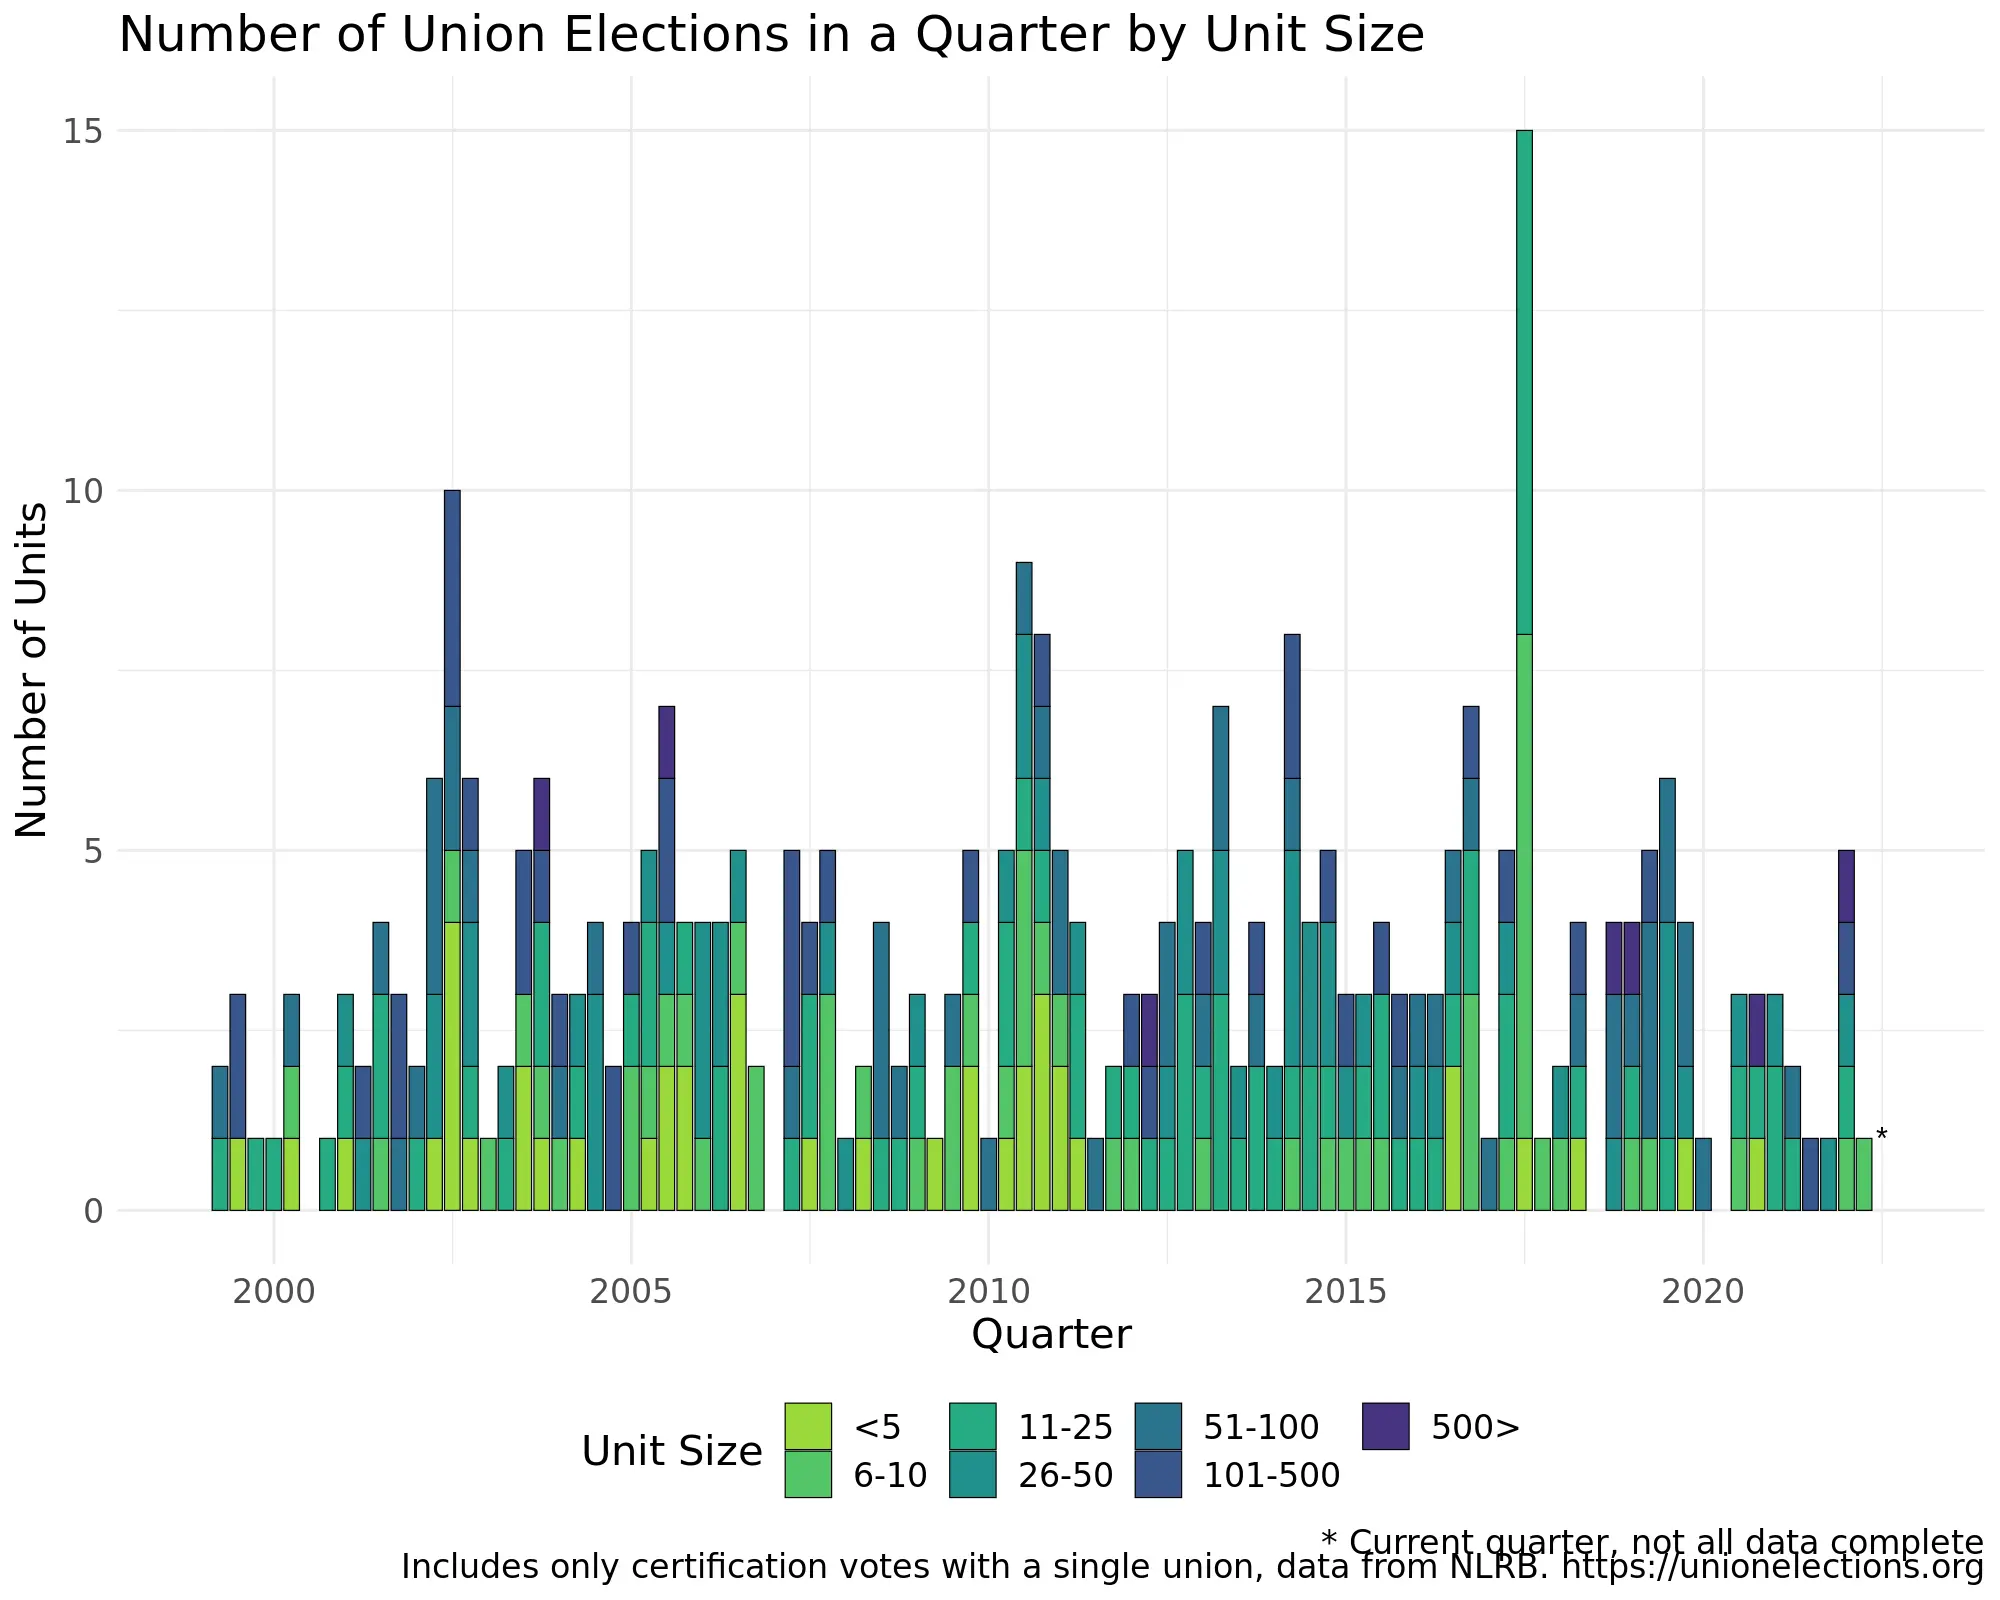 Number of Union Elections in a Quarter by Unit Size
Number of Units
15
10
5
0
*
2000 2005 2010 2015 2020
Quarter
Unit Size
<5 11-25 51-100 500>
6-10 26-50 101-500
* Current quarter, not all data complete
Includes only certification votes with a single union, data from NLRB. https://unionelections.org